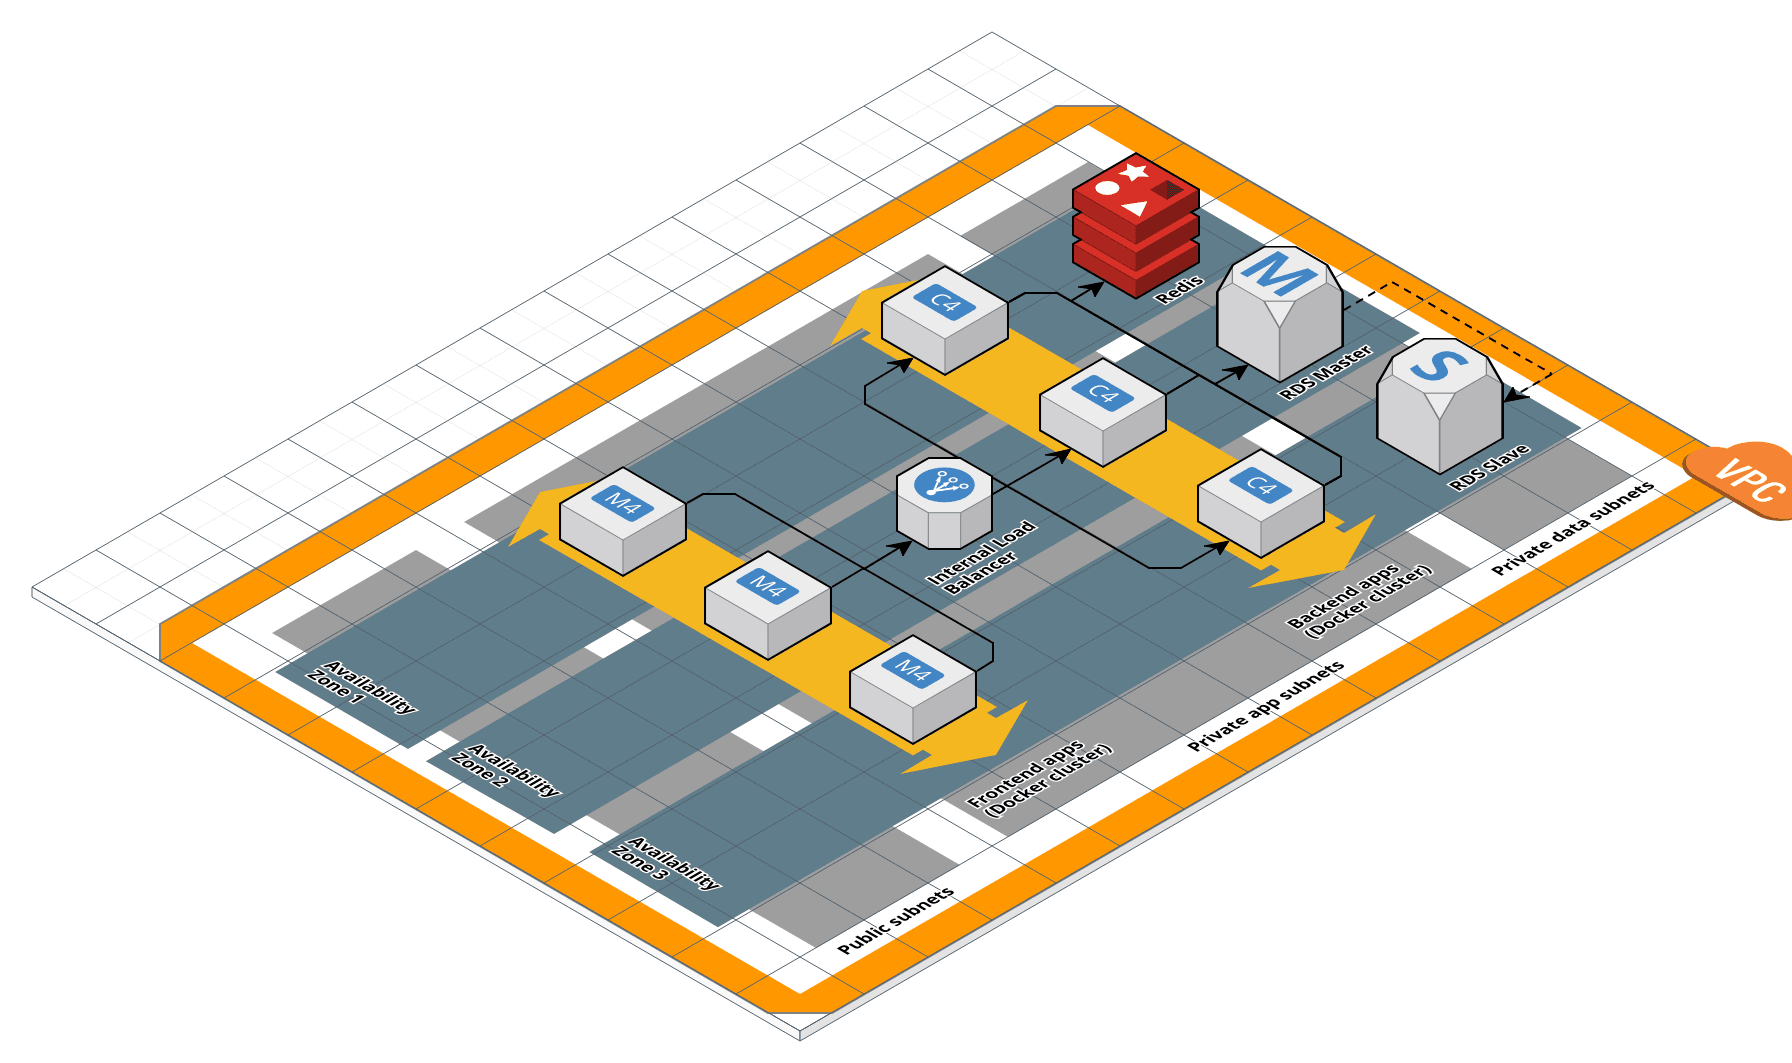 C4
Redis
M
RDS Master
C4
S
RDS Slave
VPC
M4
Internal Load
Balancer
C4
Private data subnets
M4
Backend apps
(Docker cluster)
M4
Private app subnets
Availability
Zone 1
Availability
Zone 2
Frontend apps
(Docker cluster)
Availability
Zone 3
Public subnets